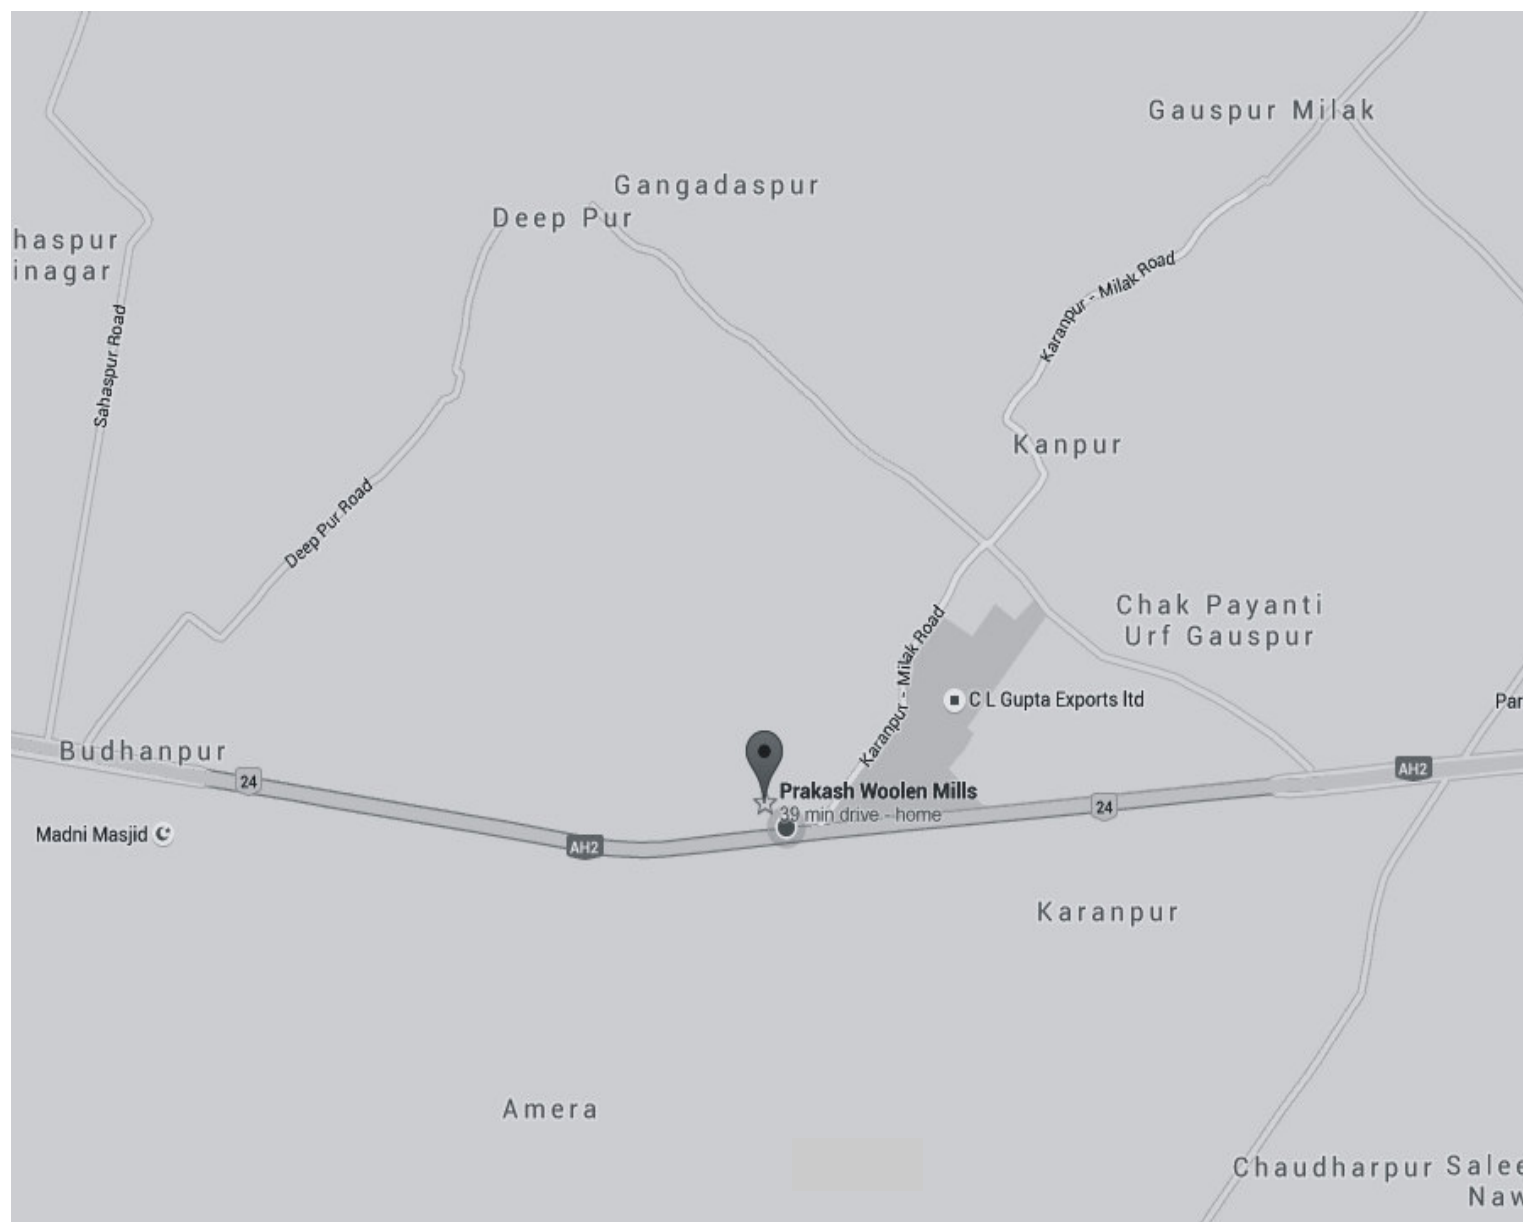 Gauspur Milak
Gangadaspur
Deep Pur
haspur
inagar
Karanpur - Milak Road
Sahaspur Road
Kanpur
Deep Pur Road
Chak Payanti
Urf Gauspur
Karanpur - Milak Road
C L Gupta Exports ltd
Par
Budhanpur
24
AH2
Prakash Woolen Mills
39 min drive - home
24
Madni Masjid
AH2
Karanpur
Amera
Chaudharpur
Salee
Naw